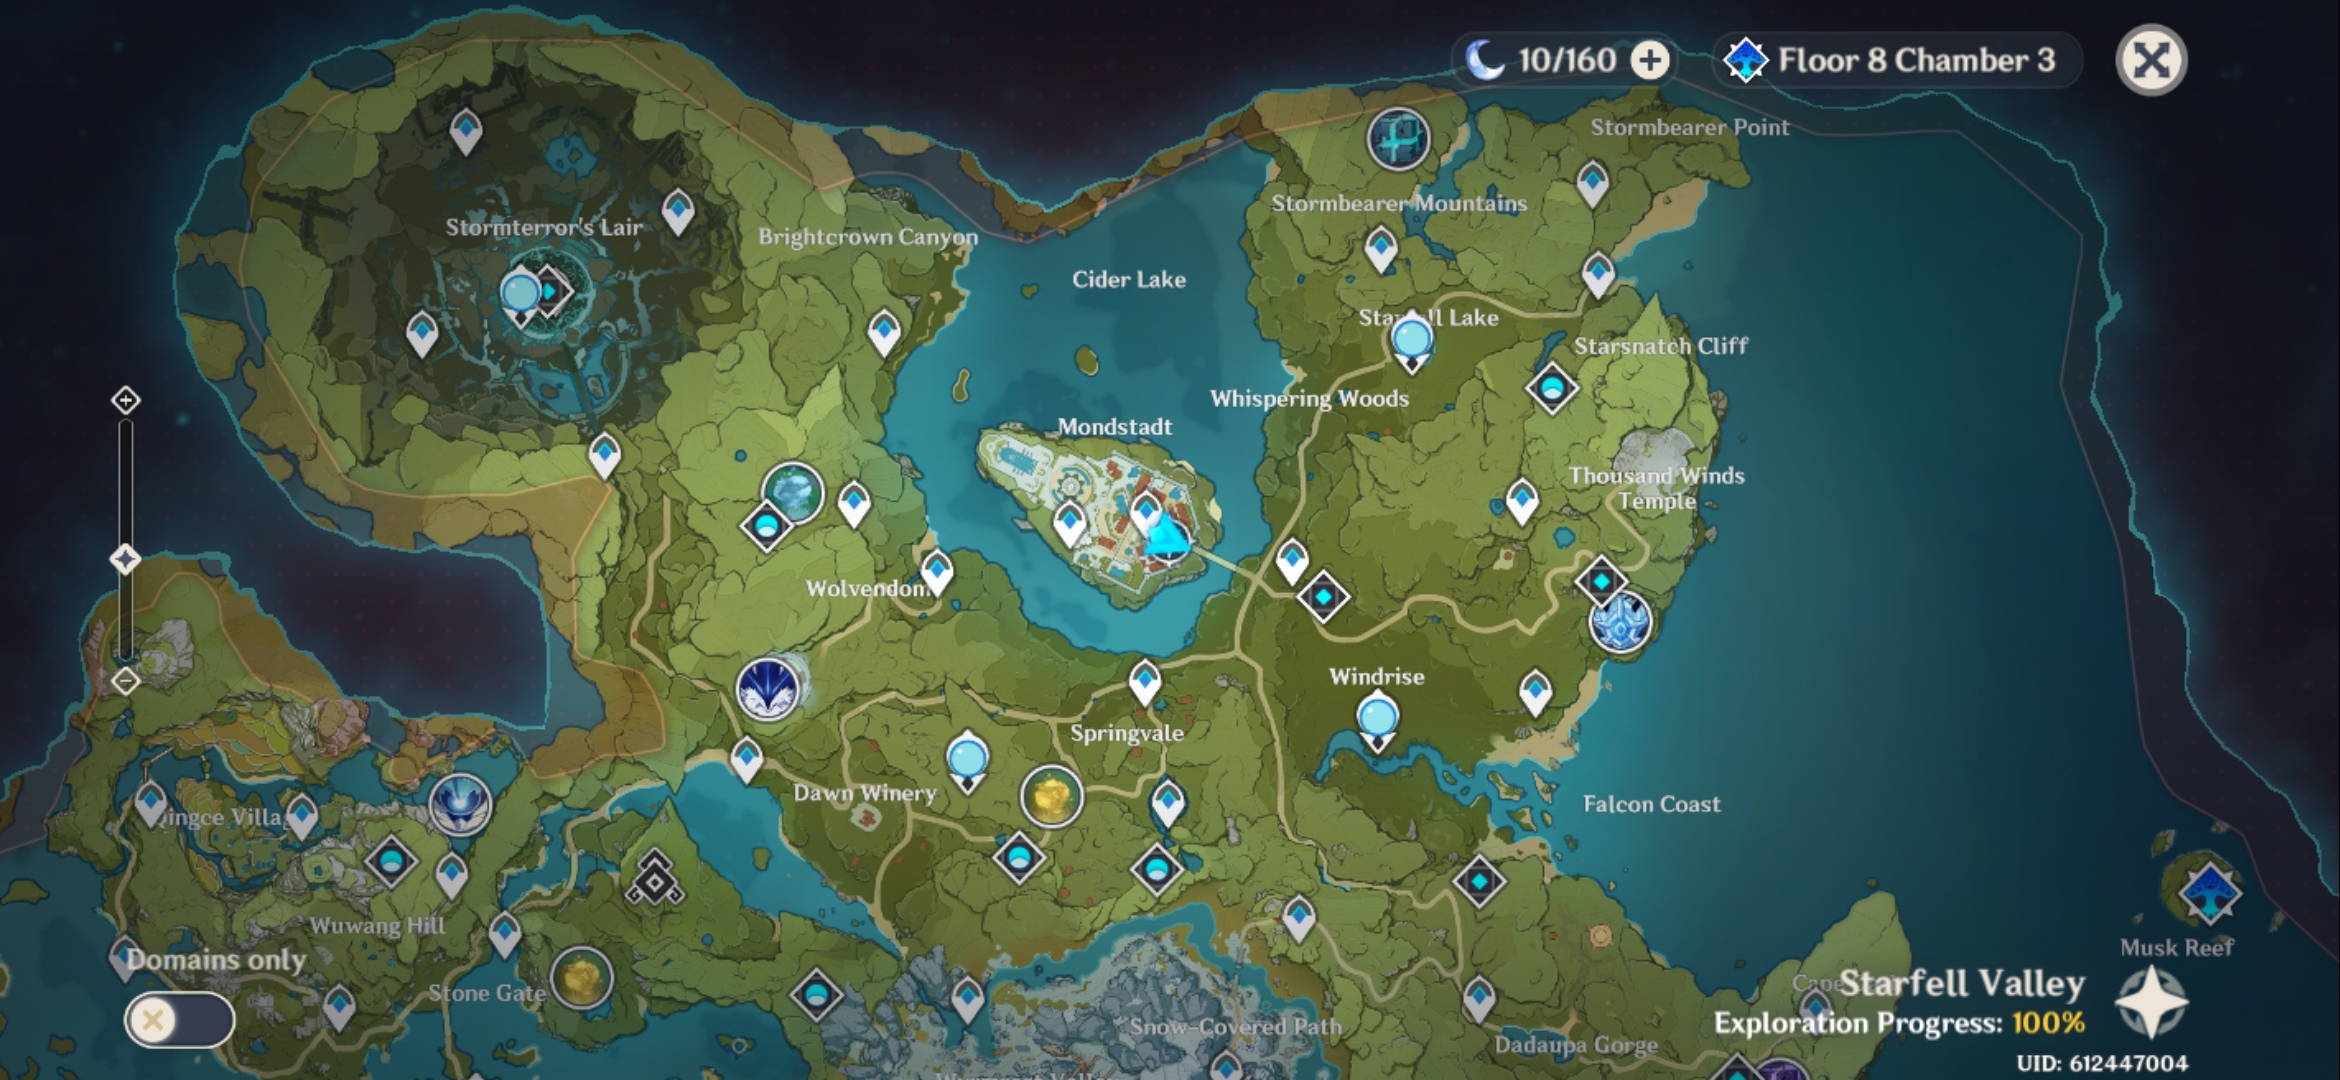 10/160
Floor 8 Chamber 3
Stormbearer Point
Stormbearer Mountains
Stormterror's Lair
Brightcrown Canyon
Cider Lake
Lake
Starsnatch Cliff
Whispering Woods
Mondstadt
Thousand Winds
Temple
Wolvendom
Windrise
Springvale
Dawn Winery
Falcon Coast
Wuwang Hill
Musk Reef
Domains only
Stone Gate
Starfell Valley
Exploration Progress: 100%
Snow-Covered Path
Dadaupa Gorge
UID: 612447004